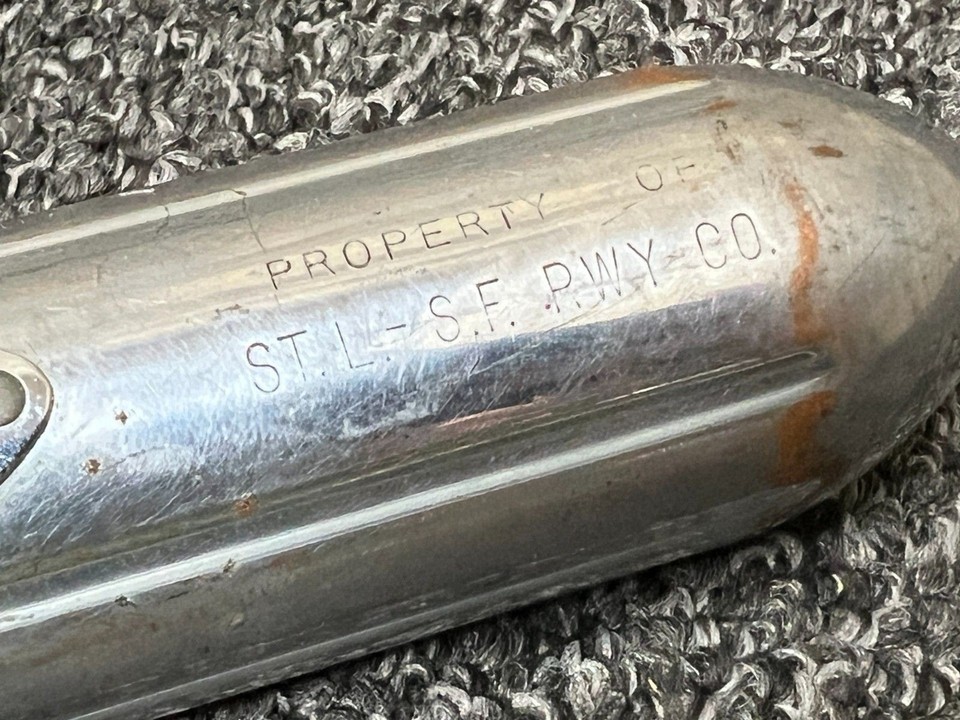 PROPERTY OF
ST. L. - S.F. RWY CO.